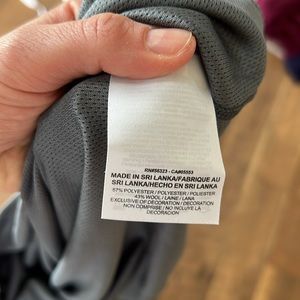 RN#56323 - CA#05553
MADE IN SRI LANKA/FABRIQUE AU
SRI LANKA/HECHO EN SRI LANKA
57% POLYESTER / POLYESTER / POLIESTER
43% WOOL / LAINE / LANA
EXCLUSIVE OF DECORATION / DECORATION
NON COMPRISE / NO INCLUYE LA
DECORACION